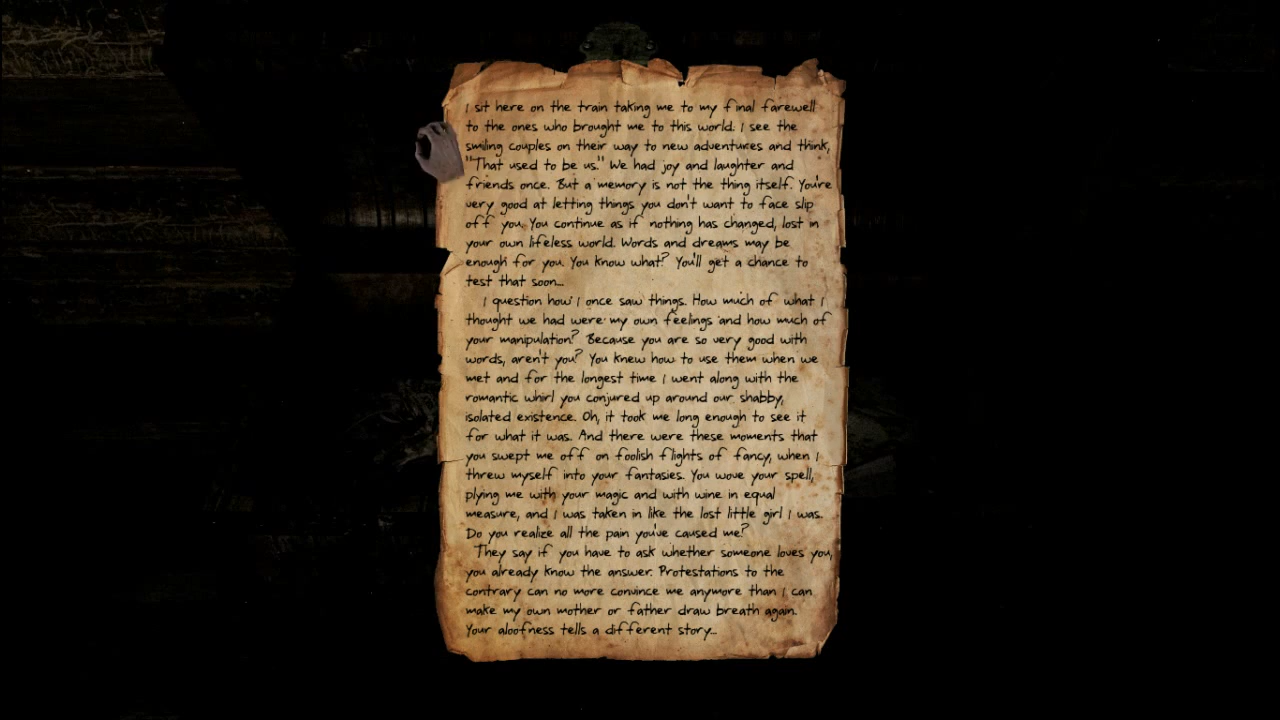 I sit here on the train taking me to my final farewell
to the ones who brought me to this world. I see the
smiling couples on their way to new adventures and think,
"That used to be us." We had joy and laughter and
friends once. But a memory is not the thing itself. You're
very good at letting things you don't want to face slip
off you. You continue as if nothing has changed, lost in
your own lifeless world. Words and dreams may be
enough for you. You know what? You'll get a chance to
test that soon...
I question how I once saw things. How much of what I
thought we had were my own feelings and how much of
your manipulation? Because you are so very good with
words, aren't you? You knew how to use them when we
met and for the longest time I went along with the
romantic whirl you conjured up around our shabby,
isolated existence. Oh, it took me long enough to see it
for what it was. And there were these moments that
you swept me off on foolish flights of fancy, when I
threw myself into your fantasies. You wove your spell,
plying me with your magic and with wine in equal
measure, and I was taken in like the lost little girl I was.
Do you realize all the pain you've caused me?
They say if you have to ask whether someone loves you,
you already know the answer. Protestations to the
contrary can no more convince me anymore than I can
make my own mother or father draw breath again.
Your aloofness tells a different story...